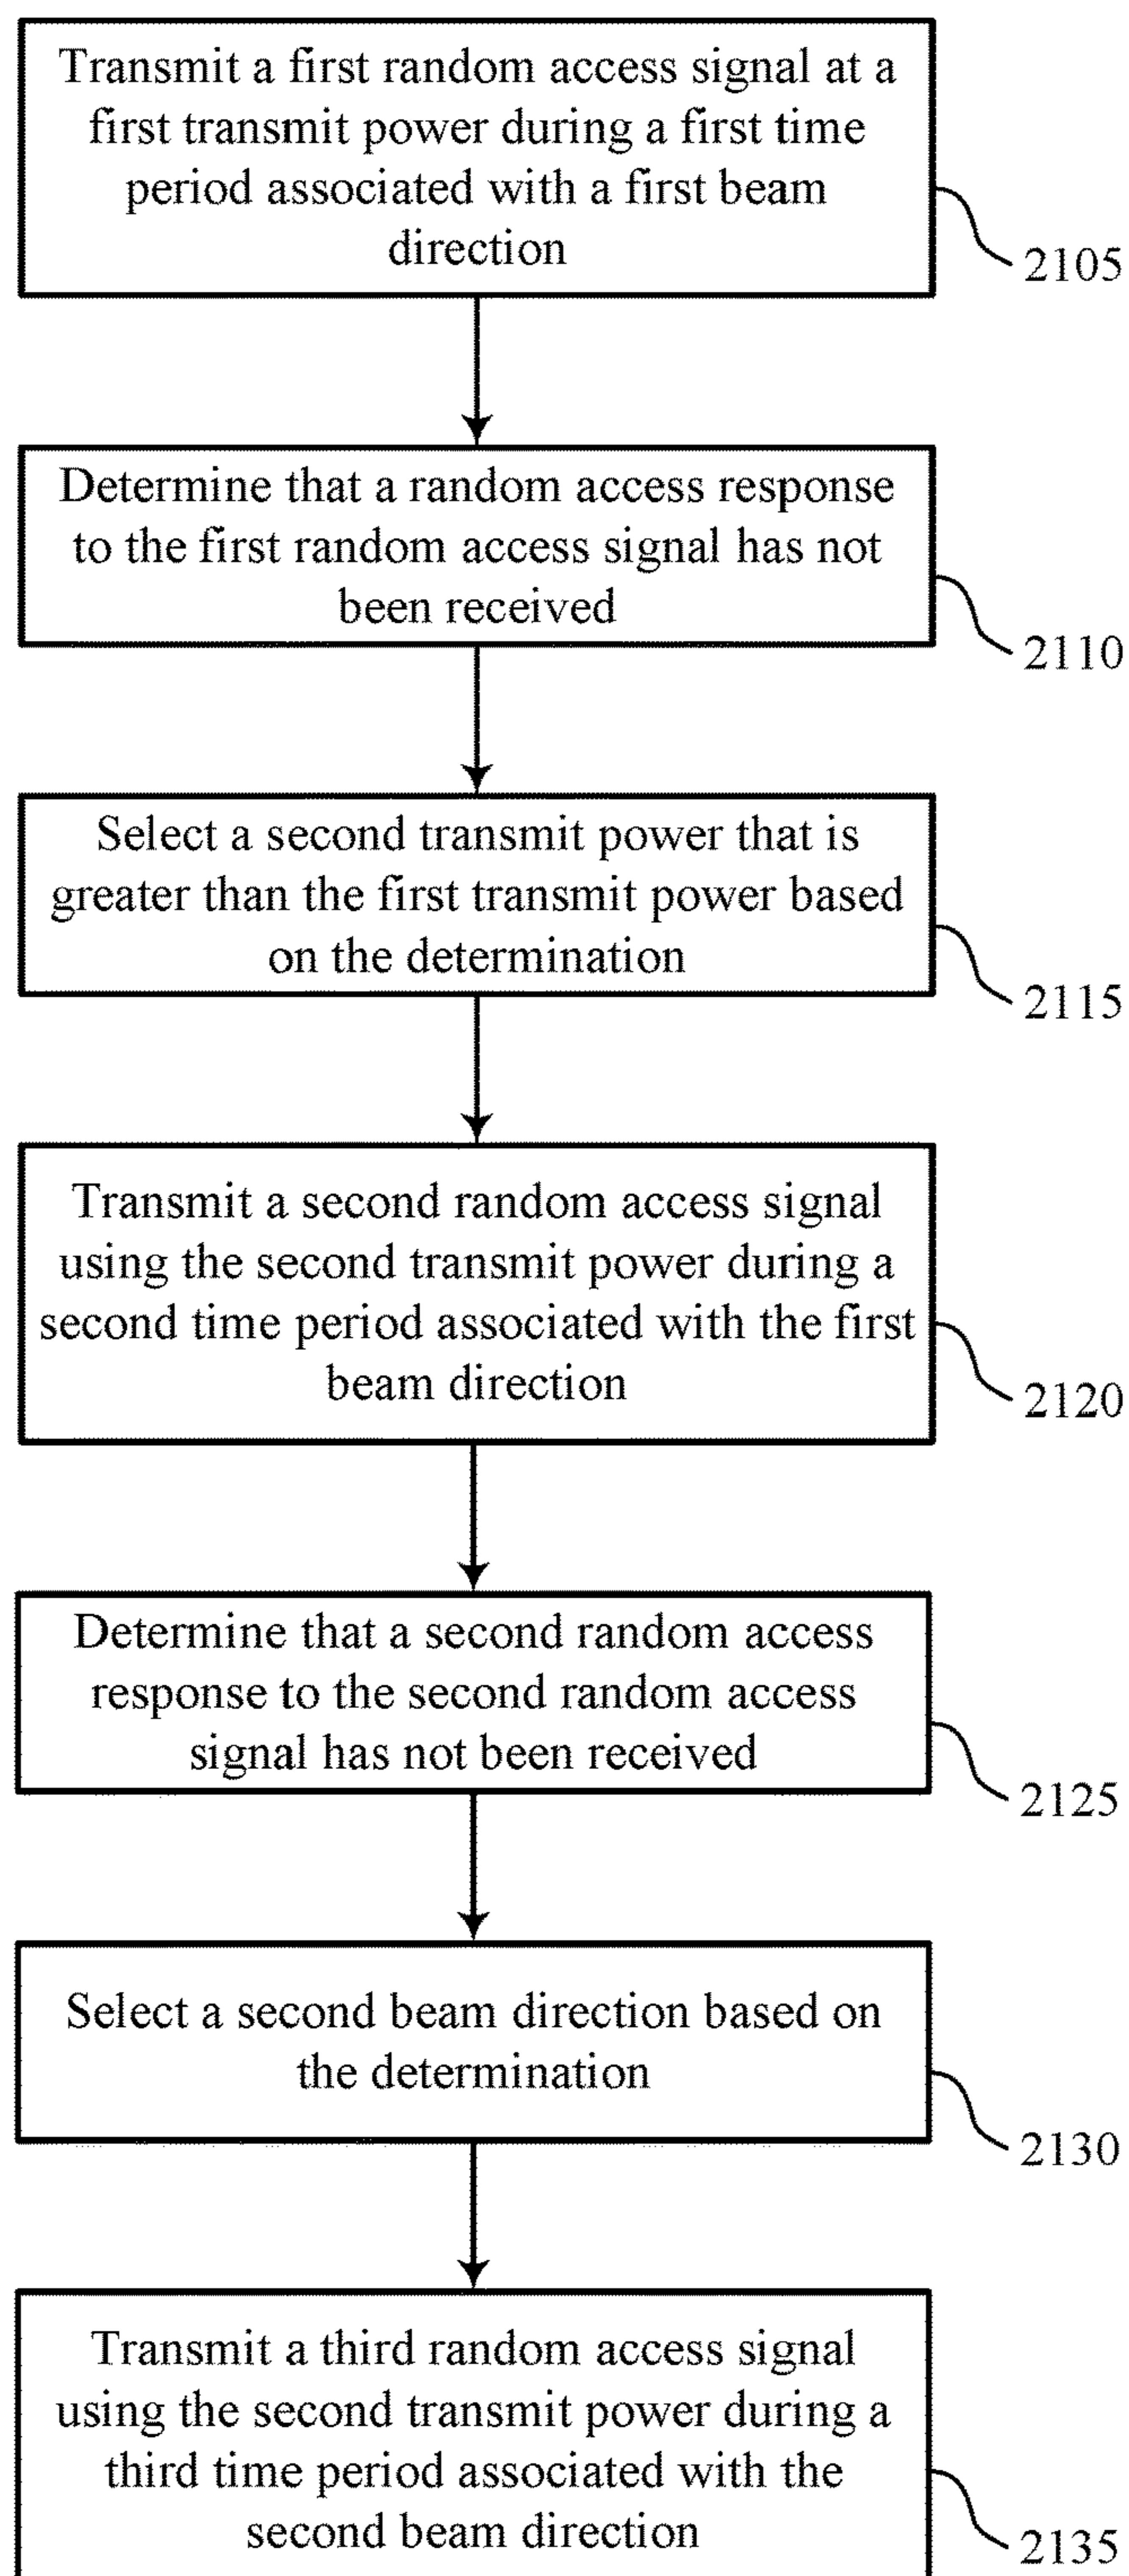 Transmit a first random access signal at a
first transmit power during a first time
period associated with a first beam
direction
2105
Determine that a random access response
to the first random access signal has not
been received
2110
Select a second transmit power that is
greater than the first transmit power based
on the determination
2115
Transmit a second random access signal
using the second transmit power during a
second time period associated with the first
beam direction
2120
Determine that a second random access
response to the second random access
signal has not been received
2125
Select a second beam direction based on
the determination
2130
Transmit a third random access signal
using the second transmit power during a
third time period associated with the
second beam direction
2135